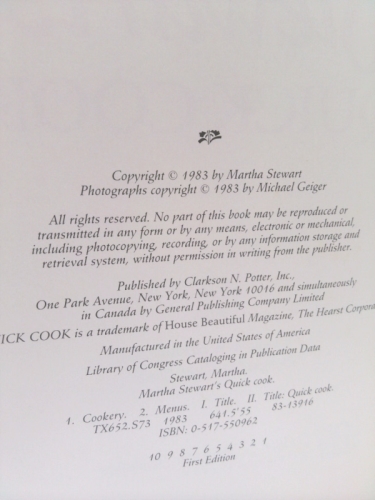 Copyright © 1983 by Martha Stewart
Photographs copyright © 1983 by Michael Geiger
All rights reserved. No part of this book may be reproduced or
transmitted in any form or by any means, electronic or mechanical,
including photocopying, recording, or by any information storage and
retrieval system, without permission in writing from the publisher.
Published by Clarkson N. Potter, Inc.,
One Park Avenue, New York, New York 10016 and simultaneously
in Canada by General Publishing Company Limited
ICK COOK is a trademark of House Beautiful Magazine, The Hearst Corpora
Manufactured in the United States of America
Library of Congress Cataloging in Publication Data
Stewart, Martha.
Martha Stewart's Quick cook.
1. Cookery. 2. Menus. I. Title. II. Title: Quick cook.
TX652.S73 1983 641.5'55 83-13916
ISBN: 0-517-550962
10 9 8 7 6 5 4 3 2 1
First Edition